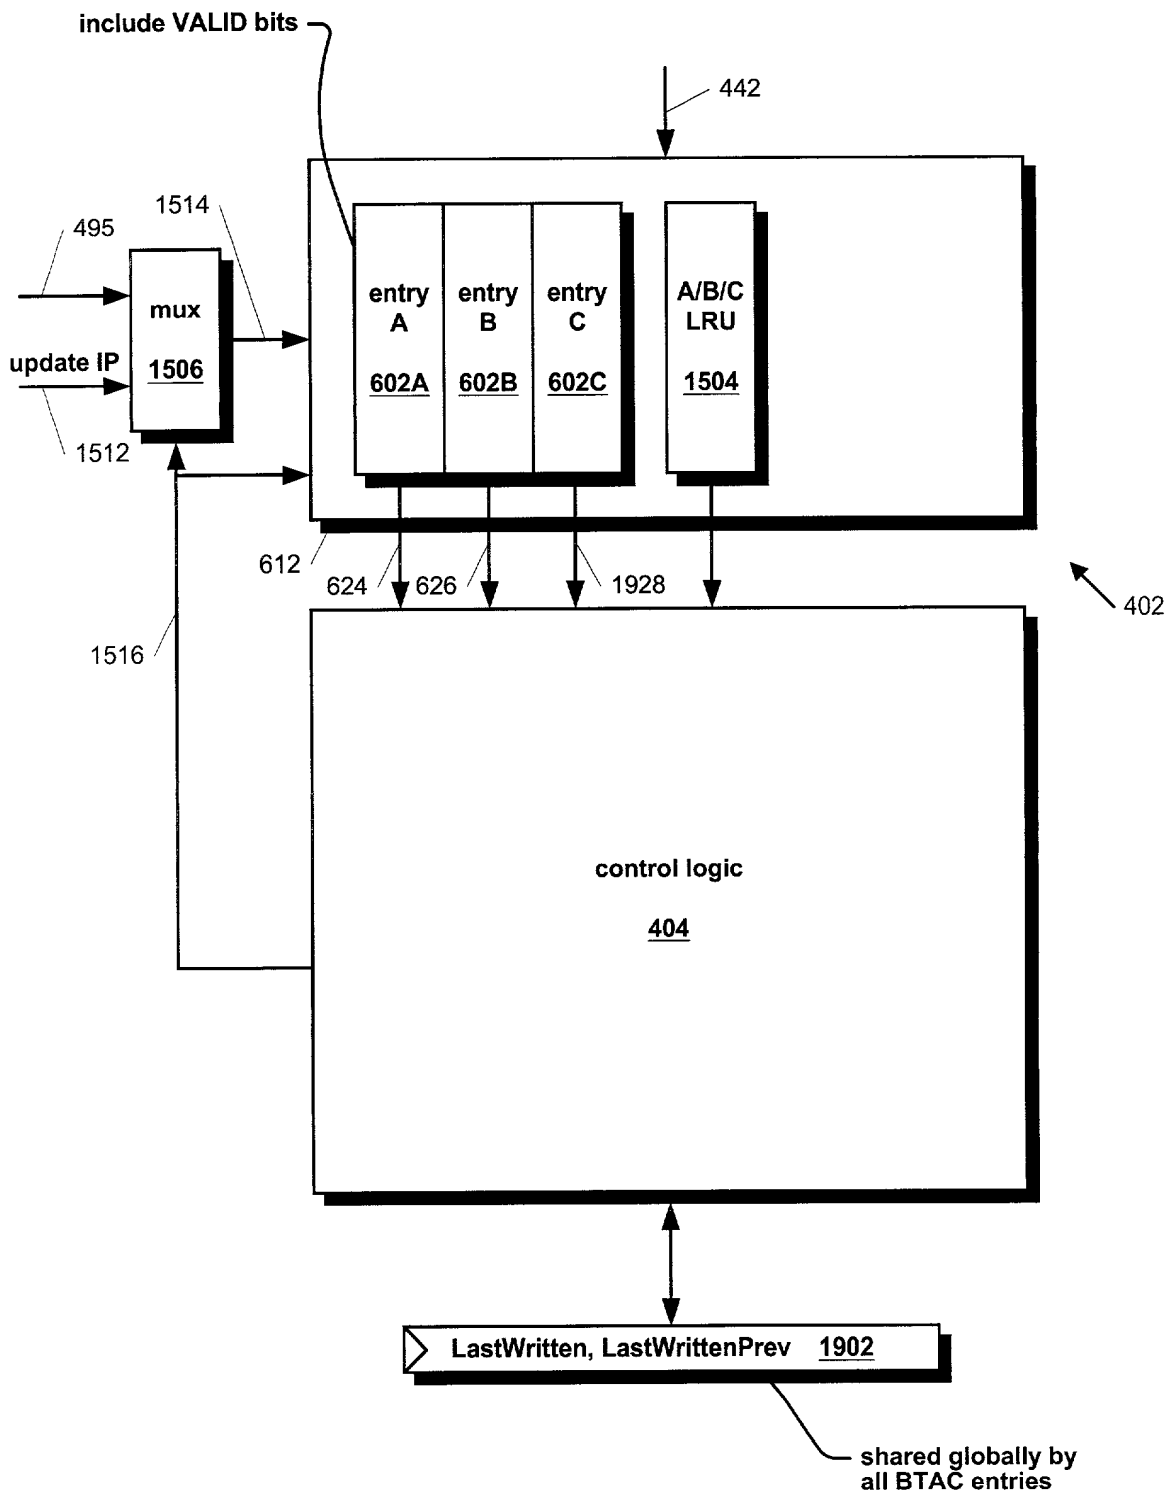 include VALID bits
442
1514
495
mux
1506
update IP
1512
entry
A
602A
entry
B
602B
entry
C
602C
A/B/C
LRU
1504
612
624
626
1928
402
1516
control logic
404
LastWritten, LastWrittenPrev 1902
shared globally by
all BTAC entries